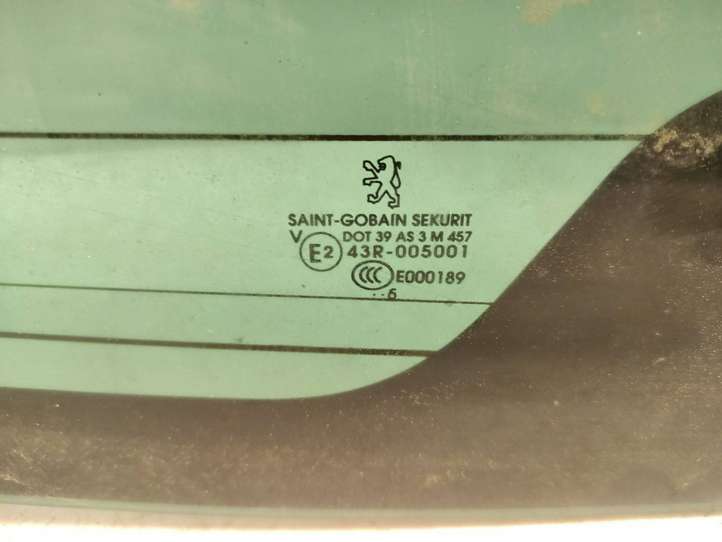 SAINT-GOBAIN SEKURIT
V DOT 39 AS 3 M 457
E2 43R-005001
CCC E000189
··6